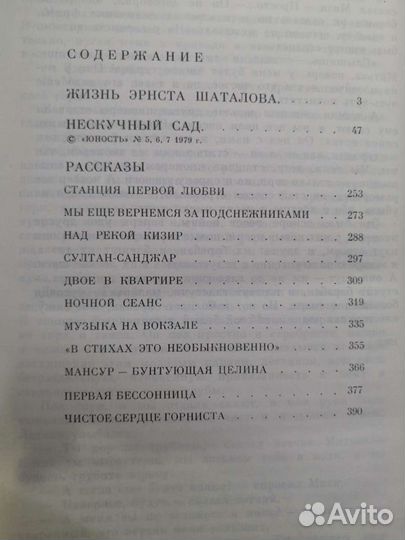 СОДЕРЖАНИЕ
ЖИЗНЬ ЭРНСТА ШАТАЛОВА. . . . . 3
НЕСКУЧНЫЙ САД. . . . . . . . . . 47
© «ЮНОСТЬ» № 5, 6, 7 1979 г.
РАССКАЗЫ
СТАНЦИЯ ПЕРВОЙ ЛЮБВИ . . . . . . 253
МЫ ЕЩЕ ВЕРНЕМСЯ ЗА ПОДСНЕЖНИКАМИ . . 273
НАД РЕКОЙ КИЗИР . . . . . . . . . 288
СУЛТАН-САНДЖАР . . . . . . . . . 297
ДВОЕ В КВАРТИРЕ . . . . . . . . . 309
НОЧНОЙ СЕАНС . . . . . . . . . . 319
МУЗЫКА НА ВОКЗАЛЕ . . . . . . . . 335
«В СТИХАХ ЭТО НЕОБЫКНОВЕННО» . . . . 355
МАНСУР — БУНТУЮЩАЯ ЦЕЛИНА . . . . . 366
ПЕРВАЯ БЕССОННИЦА . . . . . . . . 377
ЧИСТОЕ СЕРДЦЕ ГОРНИСТА . . . . . . 390
Avito